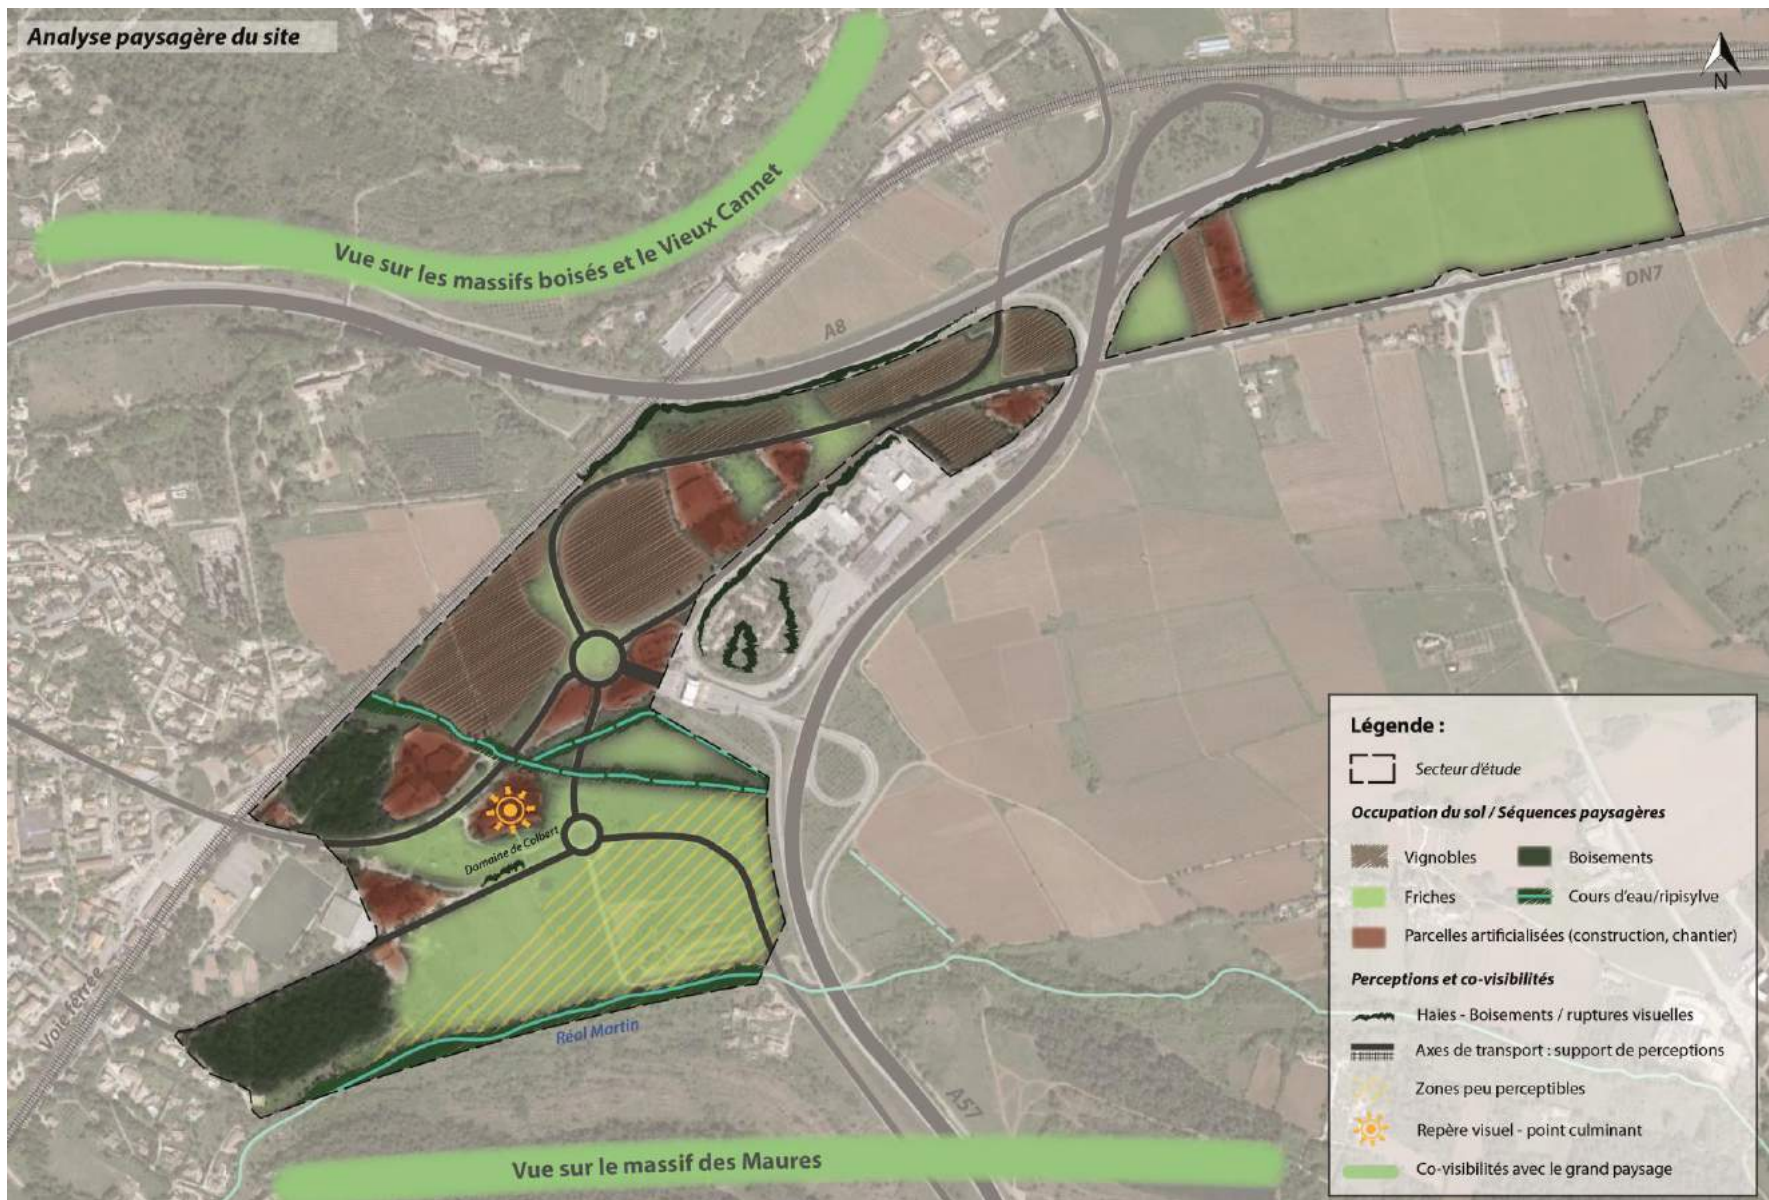 Analyse paysagère du site
N
Vue sur les massifs boisés et le Vieux Cannet
A8
DN7
Domaine de Colbert
Voie ferrée
Réal Martin
A57
Vue sur le massif des Maures
Légende :
Secteur d'étude
Occupation du sol / Séquences paysagères
Vignobles
Boisements
Friches
Cours d'eau/ripisylve
Parcelles artificialisées (construction, chantier)
Perceptions et co-visibilités
Haies - Boisements / ruptures visuelles
Axes de transport : support de perceptions
Zones peu perceptibles
Repère visuel - point culminant
Co-visibilités avec le grand paysage